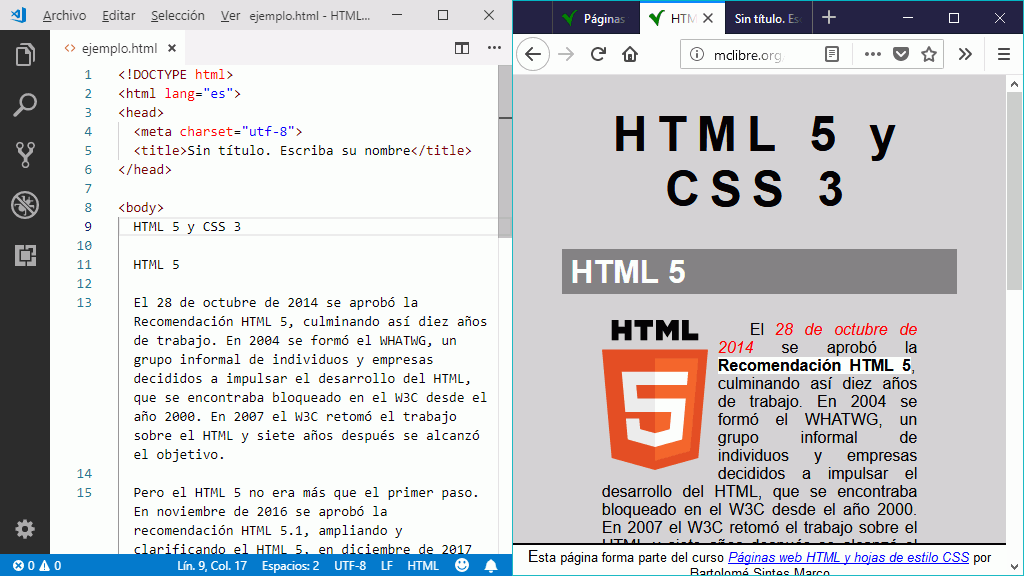 Archivo Editar Selección Ver ejemplo.html - HTML...
ejemplo.html
1 <!DOCTYPE html>
2 <html lang="es">
3 <head>
4 <meta charset="utf-8">
5 <title>Sin título. Escriba su nombre</title>
6 </head>
7
8 <body>
9 HTML 5 y CSS 3
10
11 HTML 5
12
13 El 28 de octubre de 2014 se aprobó la
Recomendación HTML 5, culminando así diez años
de trabajo. En 2004 se formó el WHATWG, un
grupo informal de individuos y empresas
decididos a impulsar el desarrollo del HTML,
que se encontraba bloqueado en el W3C desde el
año 2000. En 2007 el W3C retomó el trabajo
sobre el HTML y siete años después se alcanzó
el objetivo.
14
15 Pero el HTML 5 no era más que el primer paso.
En noviembre de 2016 se aprobó la
recomendación HTML 5.1, ampliando y
clarificando el HTML 5, en diciembre de 2017
0 0 Lín. 9, Col. 17 Espacios: 2 UTF-8 LF HTML
Páginas HTM Sin título. Es
mclibre.org
HTML 5 y
CSS 3
HTML 5
HTML
5
El 28 de octubre de
2014 se aprobó la
Recomendación HTML 5,
culminando así diez años
de trabajo. En 2004 se
formó el WHATWG, un
grupo informal de
individuos y empresas
decididos a impulsar el
desarrollo del HTML, que se encontraba
bloqueado en el W3C desde el año 2000.
En 2007 el W3C retomó el trabajo sobre el
HTML y siete años después se alcanzó el
Esta página forma parte del curso Páginas web HTML y hojas de estilo CSS por
Bartolomé Sintes Marco